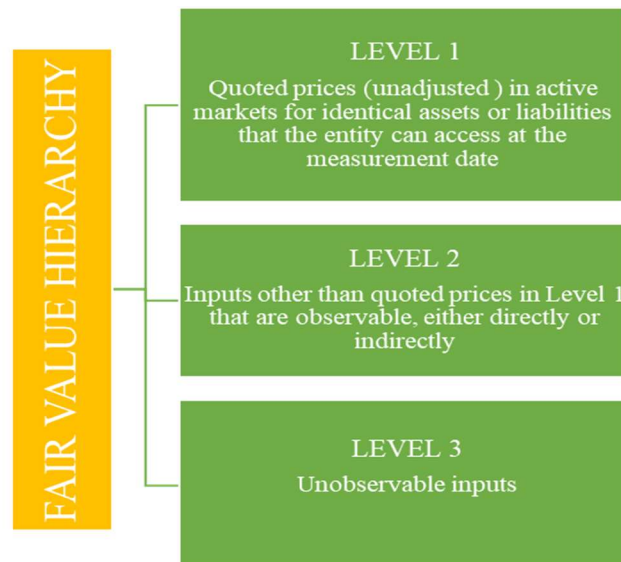 FAIR VALUE HIERARCHY
LEVEL 1
Quoted prices (unadjusted ) in active
markets for identical assets or liabilities
that the entity can access at the
measurement date
LEVEL 2
Inputs other than quoted prices in Level 1
that are observable, either directly or
indirectly
LEVEL 3
Unobservable inputs